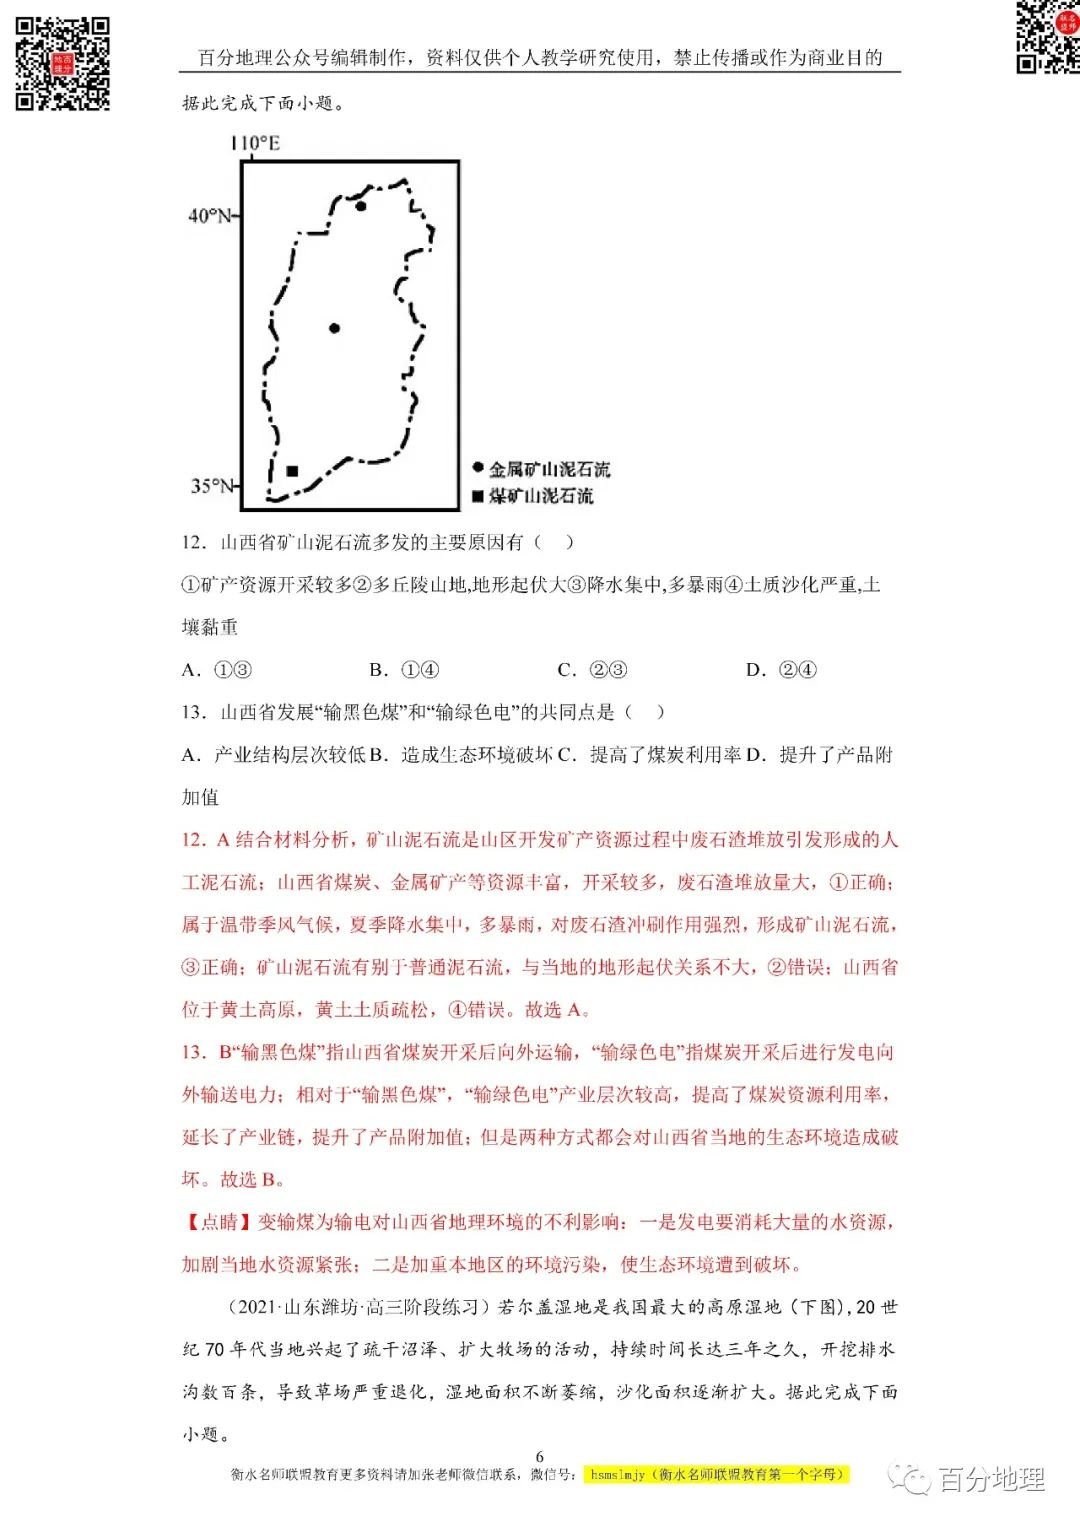 百分地理公众号编辑制作，资料仅供个人教学研究使用，禁止传播或作为商业目的
据此完成下面小题。
110°E
40°N
35°N
金属矿山泥石流
煤矿山泥石流
12．山西省矿山泥石流多发的主要原因有（　）
①矿产资源开采较多②多丘陵山地,地形起伏大③降水集中,多暴雨④土质沙化严重,土
壤黏重
A．①③ B．①④ C．②③ D．②④
13．山西省发展“输黑色煤”和“输绿色电”的共同点是（　）
A．产业结构层次较低 B．造成生态环境破坏 C．提高了煤炭利用率 D．提升了产品附
加值
12．A 结合材料分析，矿山泥石流是山区开发矿产资源过程中废石渣堆放引发形成的人
工泥石流；山西省煤炭、金属矿产等资源丰富，开采较多，废石渣堆放量大，①正确；
属于温带季风气候，夏季降水集中，多暴雨，对废石渣冲刷作用强烈，形成矿山泥石流，
③正确；矿山泥石流有别于普通泥石流，与当地的地形起伏关系不大，②错误；山西省
位于黄土高原，黄土土质疏松，④错误。故选 A。
13．B“输黑色煤”指山西省煤炭开采后向外运输，“输绿色电”指煤炭开采后进行发电向
外输送电力；相对于“输黑色煤”，“输绿色电”产业层次较高，提高了煤炭资源利用率，
延长了产业链，提升了产品附加值；但是两种方式都会对山西省当地的生态环境造成破
坏。故选 B。
【点睛】变输煤为输电对山西省地理环境的不利影响：一是发电要消耗大量的水资源，
加剧当地水资源紧张；二是加重本地区的环境污染，使生态环境遭到破坏。
（2021·山东潍坊·高三阶段练习）若尔盖湿地是我国最大的高原湿地（下图），20 世
纪 70 年代当地兴起了疏干沼泽、扩大牧场的活动，持续时间长达三年之久，开挖排水
沟数百条，导致草场严重退化，湿地面积不断萎缩，沙化面积逐渐扩大。据此完成下面
小题。
6
衡水名师联盟教育更多资料请加张老师微信联系，微信号： hsmslmjy（衡水名师联盟教育第一个字母）
百分地理